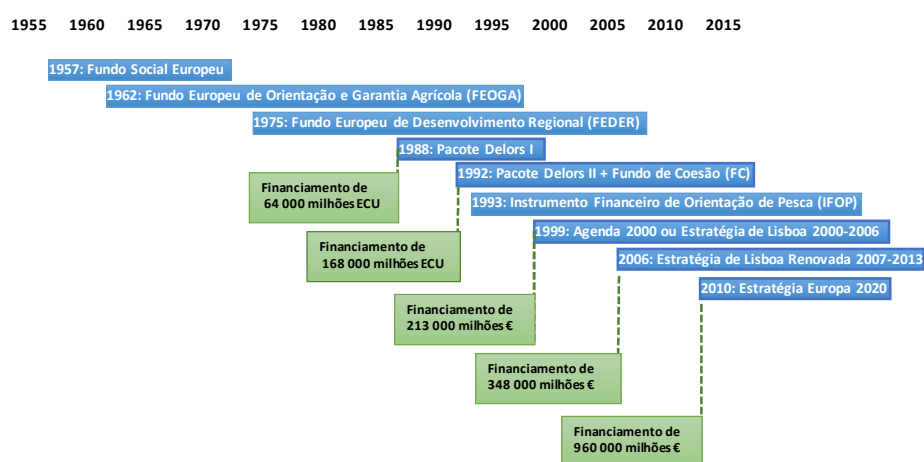 1955 1960 1965 1970 1975 1980 1985 1990 1995 2000 2005 2010 2015
1957: Fundo Social Europeu
1962: Fundo Europeu de Orientação e Garantia Agrícola (FEOGA)
1975: Fundo Europeu de Desenvolvimento Regional (FEDER)
1988: Pacote Delors I
1992: Pacote Delors II + Fundo de Coesão (FC)
Financiamento de
64 000 milhões ECU
1993: Instrumento Financeiro de Orientação de Pesca (IFOP)
1999: Agenda 2000 ou Estratégia de Lisboa 2000-2006
Financiamento de
168 000 milhões ECU
2006: Estratégia de Lisboa Renovada 2007-2013
2010: Estratégia Europa 2020
Financiamento de
213 000 milhões €
Financiamento de
348 000 milhões €
Financiamento de
960 000 milhões €